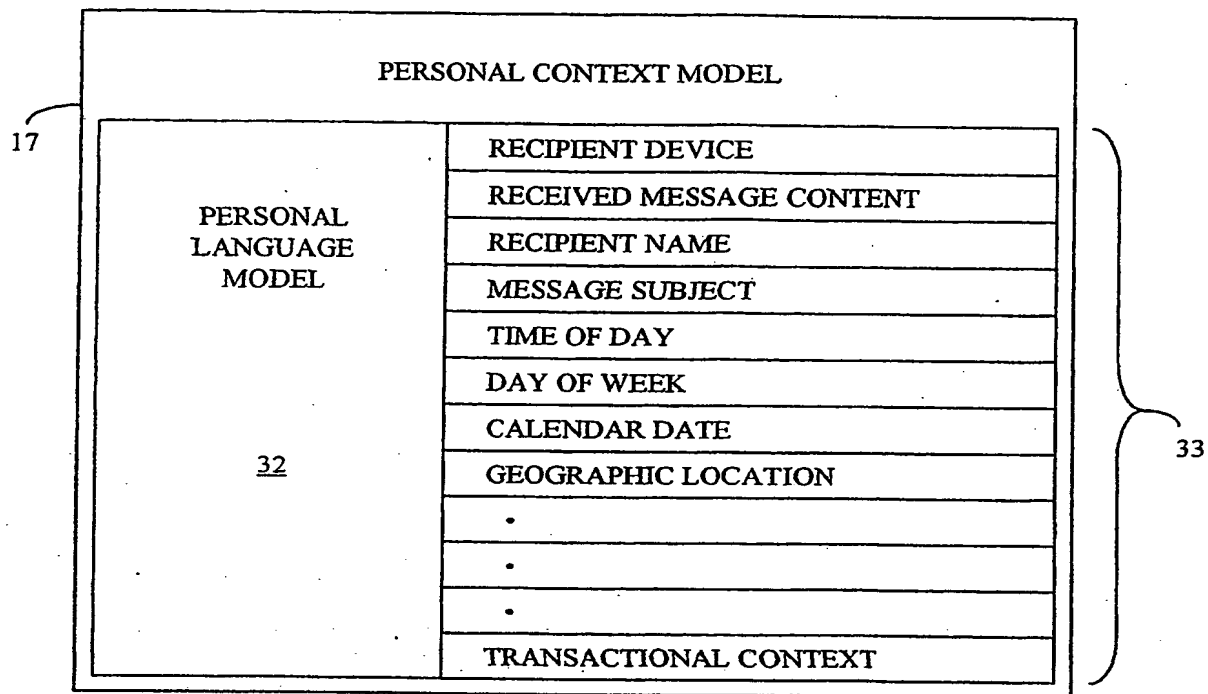 PERSONAL CONTEXT MODEL
17
PERSONAL
LANGUAGE
MODEL
32
RECIPIENT DEVICE
RECEIVED MESSAGE CONTENT
RECIPIENT NAME
MESSAGE SUBJECT
TIME OF DAY
DAY OF WEEK
CALENDAR DATE
GEOGRAPHIC LOCATION
•
•
•
TRANSACTIONAL CONTEXT
33